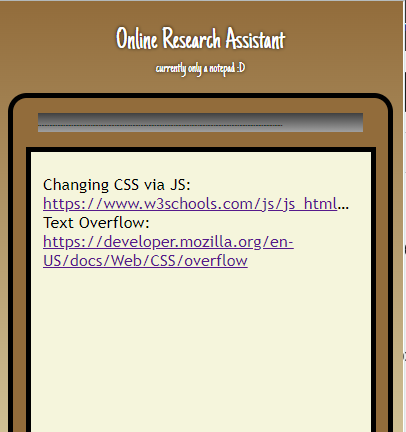 Online Research Assistant
currently only a notepad :D
Changing CSS via JS:
https://www.w3schools.com/js/js_html...
Text Overflow:
https://developer.mozilla.org/en-
US/docs/Web/CSS/overflow